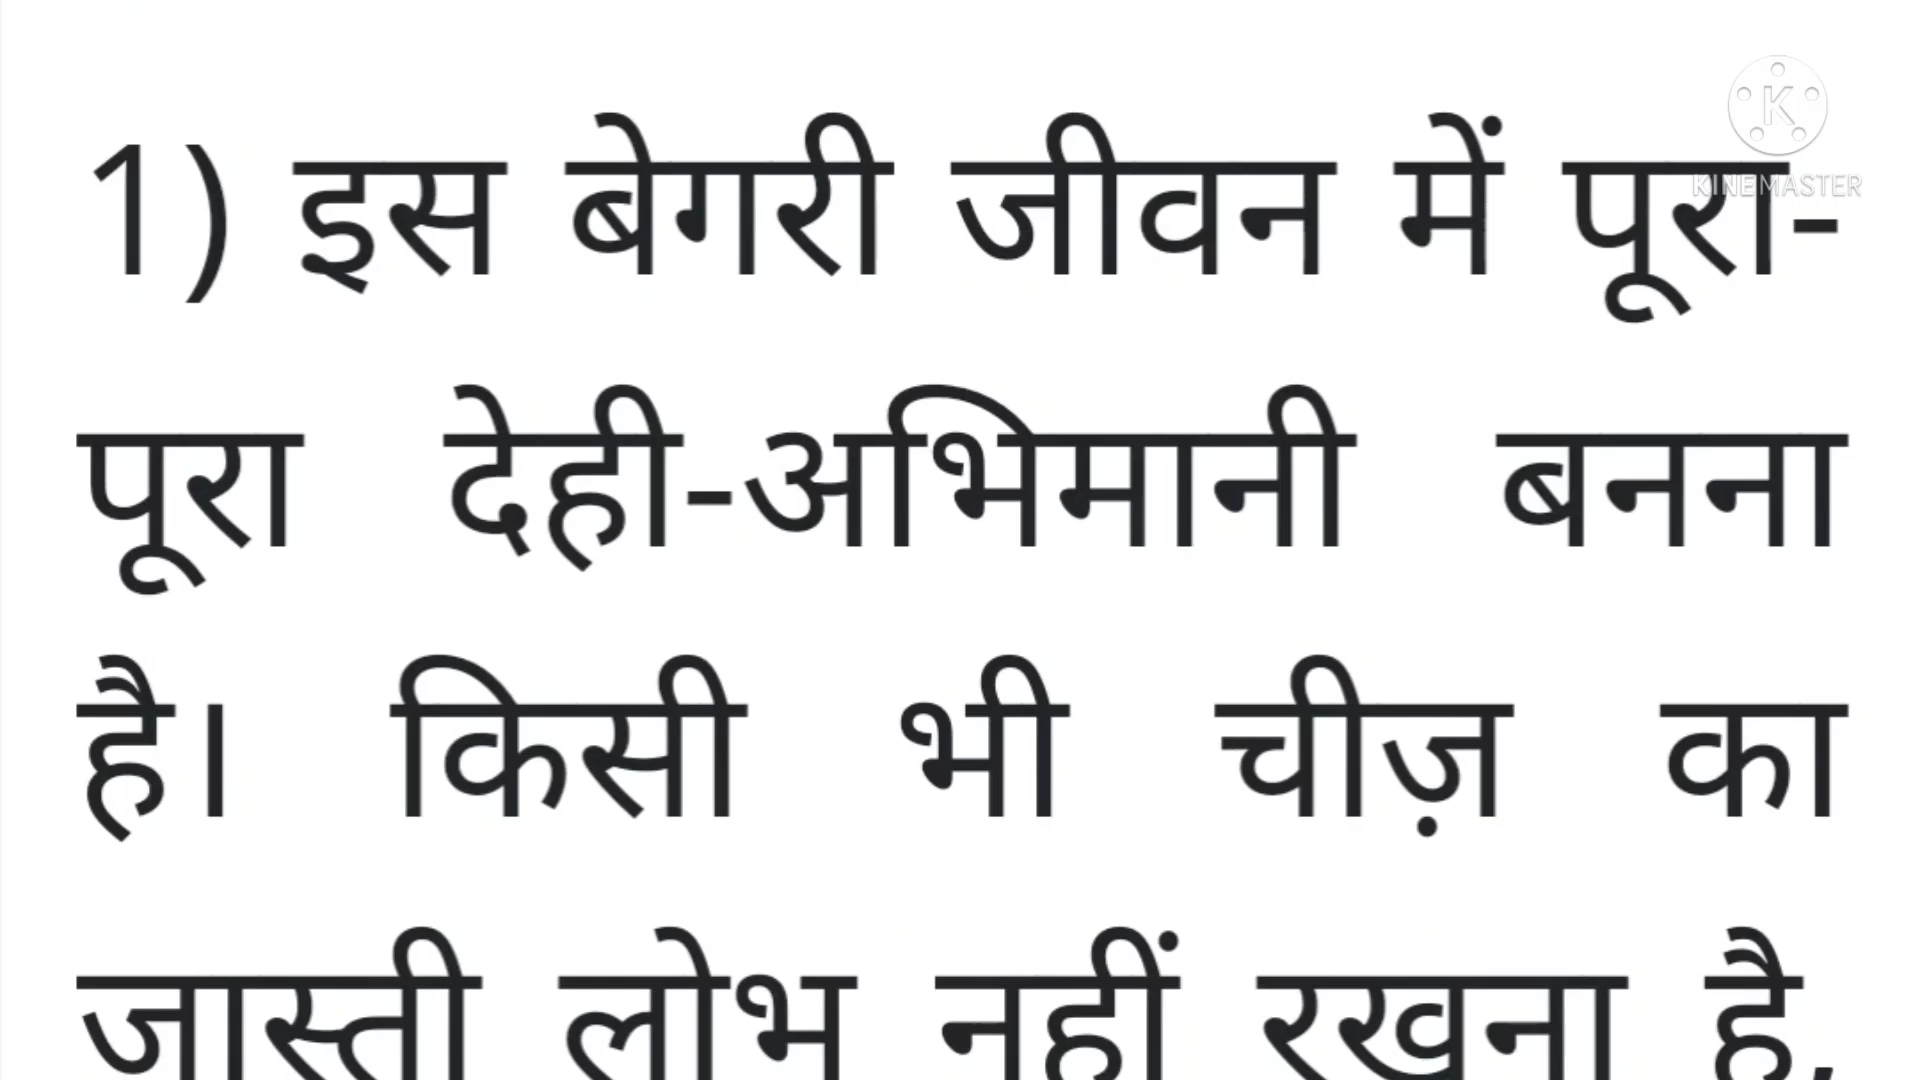 1) इस बेगरी जीवन में पूरा-
पूरा देही-अभिमानी बनना
है। किसी भी चीज़ का
जास्ती लोभ नहीं रखना है,
KINEMASTER